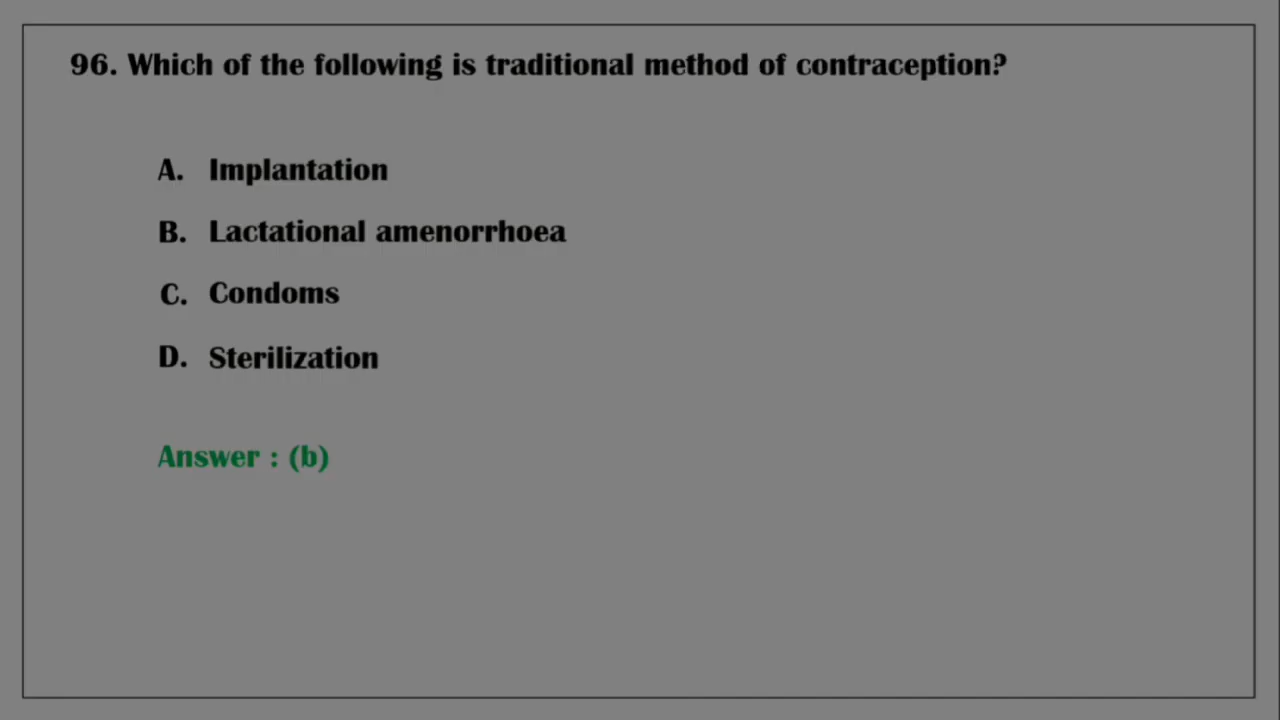 96. Which of the following is traditional method of contraception?
A. Implantation
B. Lactational amenorrhoea
C. Condoms
D. Sterilization
Answer : (b)